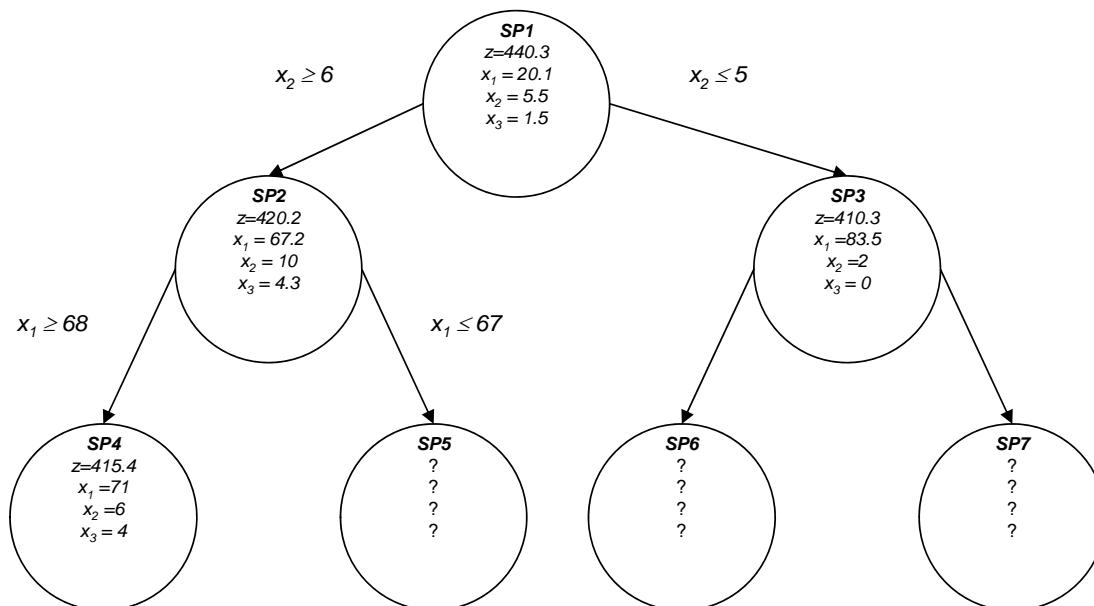 SP1
z=440.3
x₁ = 20.1
x₂ = 5.5
x₃ = 1.5
x₂ ≥ 6
x₂ ≤ 5
SP2
z=420.2
x₁ = 67.2
x₂ = 10
x₃ = 4.3
SP3
z=410.3
x₁ =83.5
x₂ =2
x₃ = 0
x₁ ≥ 68
x₁ ≤ 67
SP4
z=415.4
x₁ =71
x₂ =6
x₃ = 4
SP5
?
?
?
?
SP6
?
?
?
?
SP7
?
?
?
?